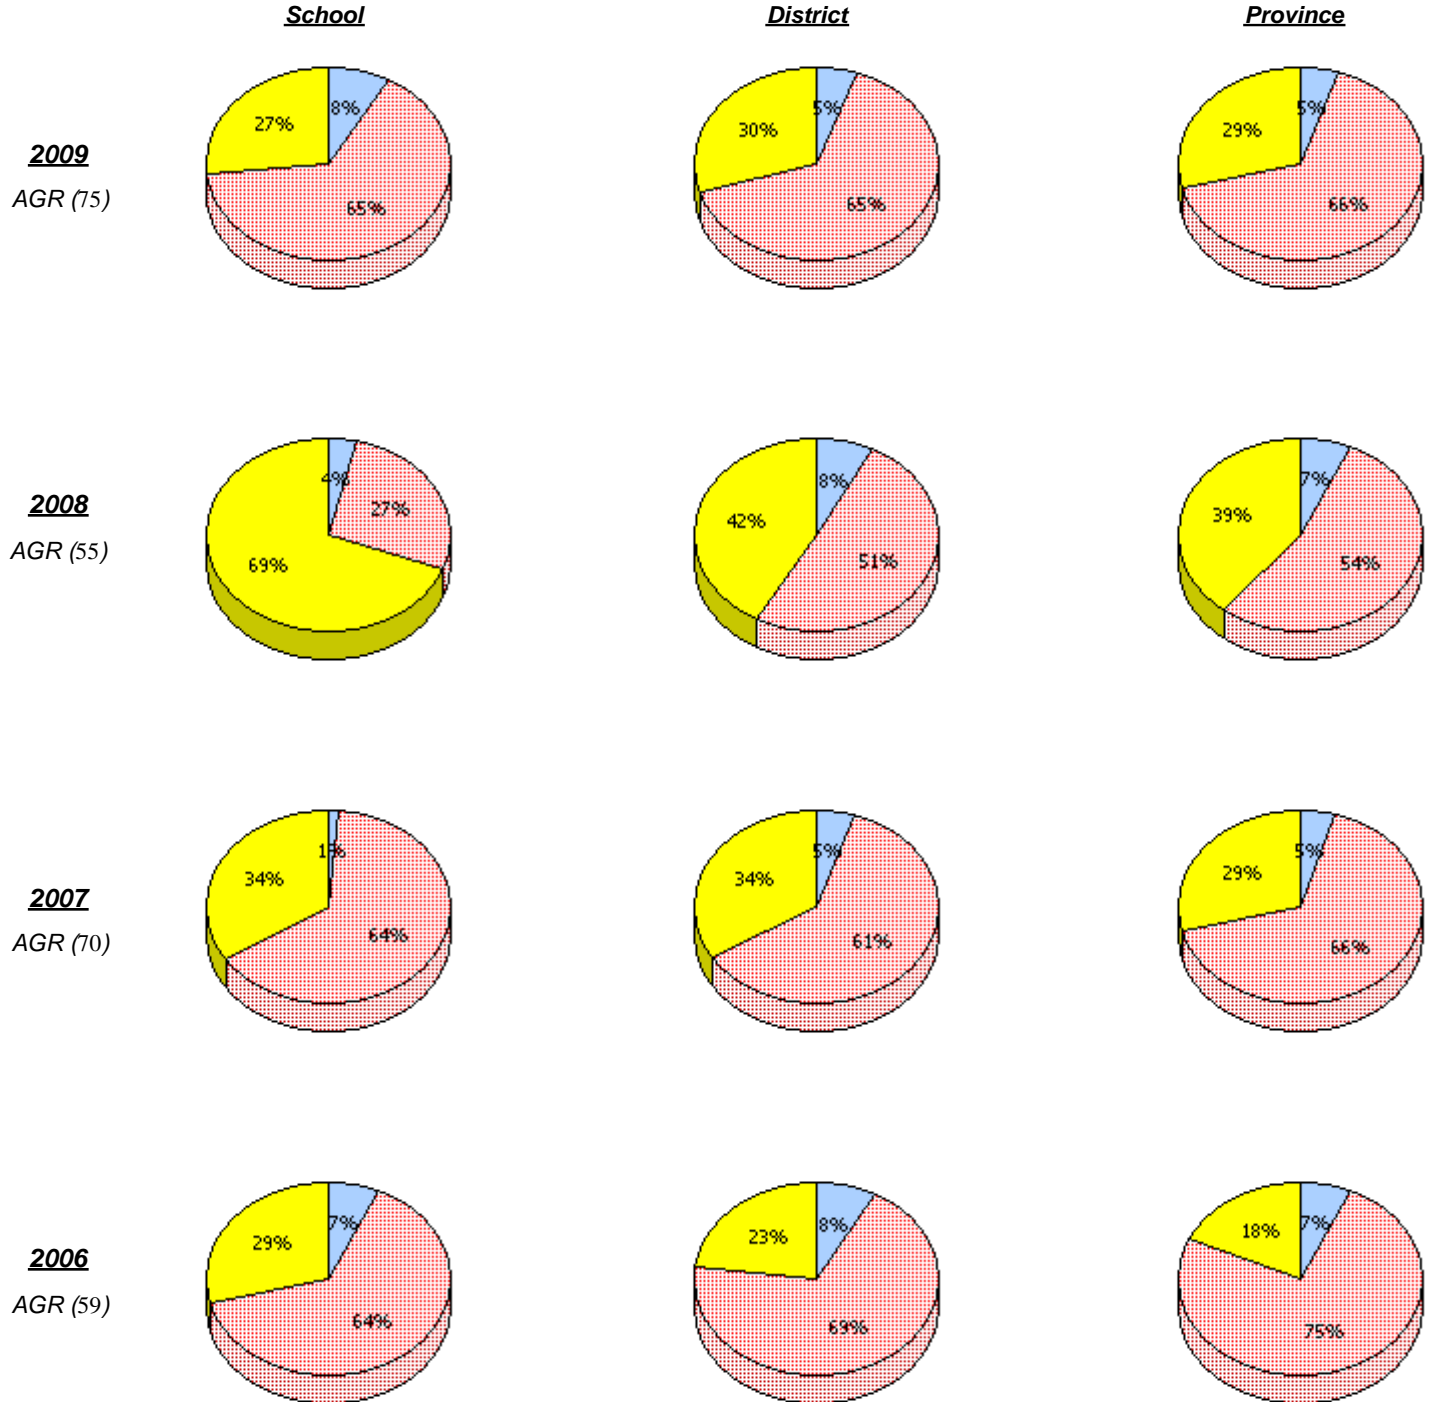 School District Province
27% 8% 65% 30% 5% 65% 29% 5% 66%
2009
AGR (75)
4% 27% 69% 42% 8% 51% 39% 7% 54%
2008
AGR (55)
34% 1% 64% 34% 5% 61% 29% 5% 66%
2007
AGR (70)
29% 7% 64% 23% 8% 69% 18% 7% 75%
2006
AGR (59)